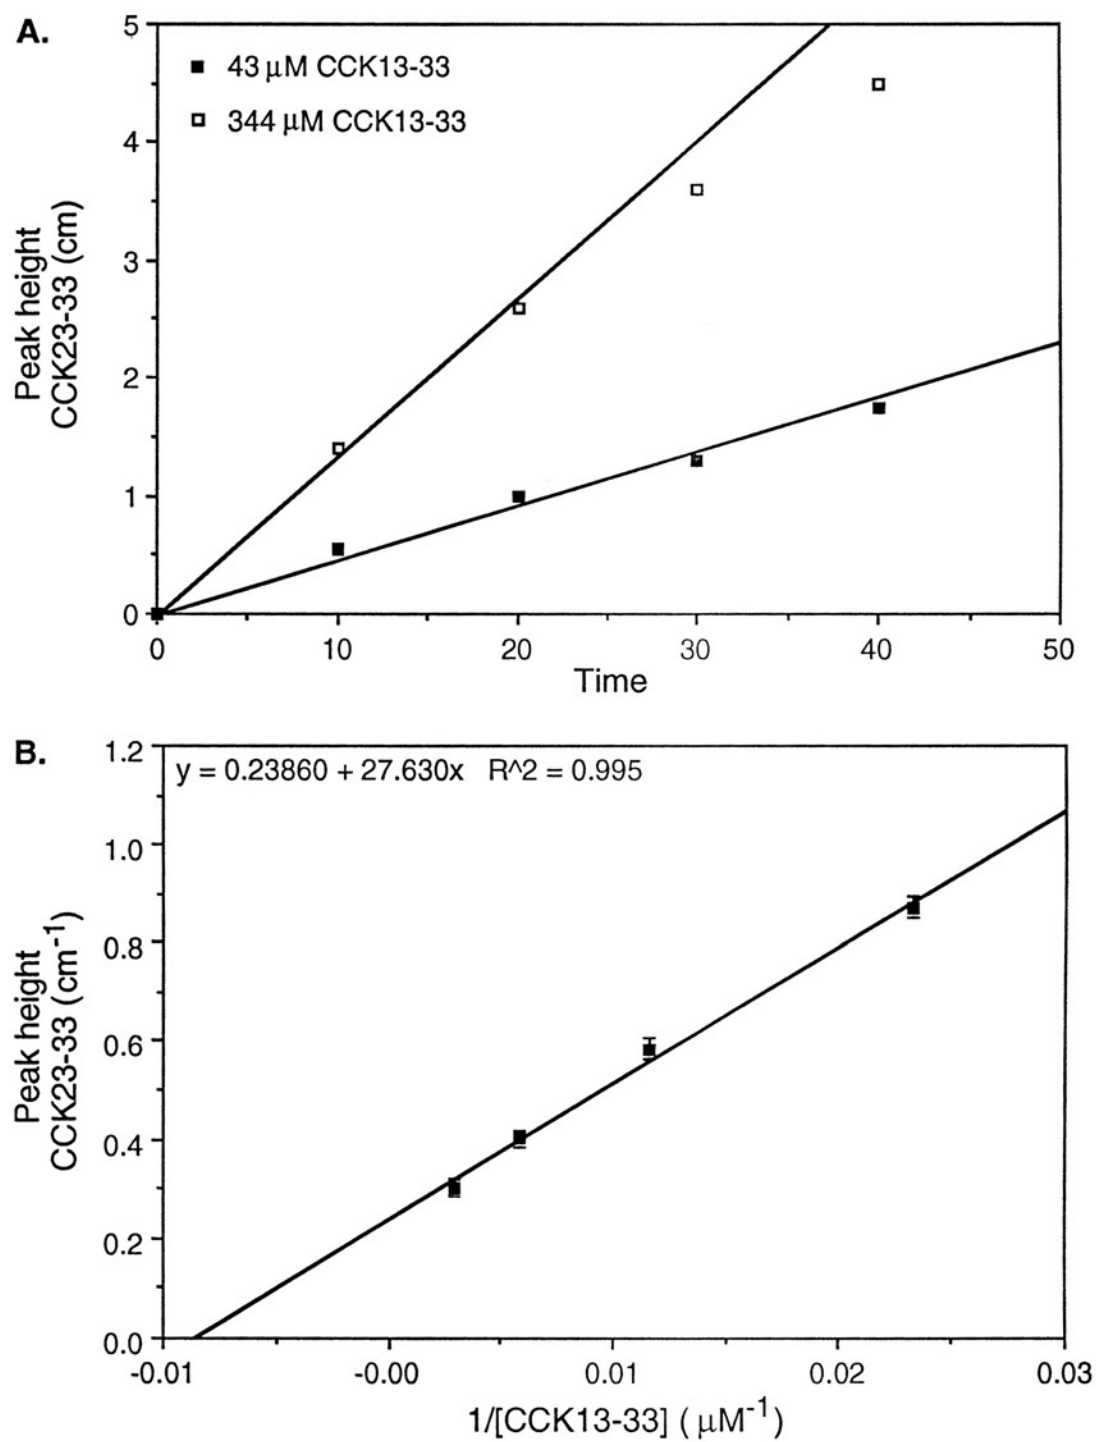 A.
5
43 µM CCK13-33
344 µM CCK13-33
4
3
2
1
0
Peak height
CCK23-33 (cm)
0 10 20 30 40 50
Time
B.
1.2
y = 0.23860 + 27.630x R^2 = 0.995
1.0
0.8
0.6
0.4
0.2
0.0
Peak height
CCK23-33 (cm-1)
-0.01 -0.00 0.01 0.02 0.03
1/[CCK13-33] ( µM-1)